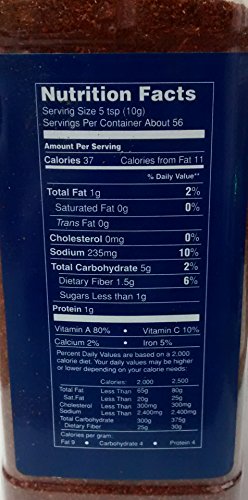 Nutrition Facts
Serving Size 5 tsp (10g)
Servings Per Container About 56
Amount Per Serving
Calories 37 Calories from Fat 11
% Daily Value**
Total Fat 1g 2%
Saturated Fat 0g 0%
Trans Fat 0g
Cholesterol 0mg 0%
Sodium 235mg 10%
Total Carbohydrate 5g 2%
Dietary Fiber 1.5g 6%
Sugars Less than 1g
Protein 1g
Vitamin A 80% • Vitamin C 10%
Calcium 2% • Iron 5%
Percent Daily Values are based on a 2,000
calorie diet. Your daily values may be higher
or lower depending on your calorie needs:
Calories: 2,000 2,500
Total Fat Less Than 65g 80g
Sat Fat Less Than 20g 25g
Cholesterol Less Than 300mg 300mg
Sodium Less Than 2,400mg 2,400mg
Total Carbohydrate 300g 375g
Dietary Fiber 25g 30g
Calories per gram:
Fat 9 • Carbohydrate 4 • Protein 4